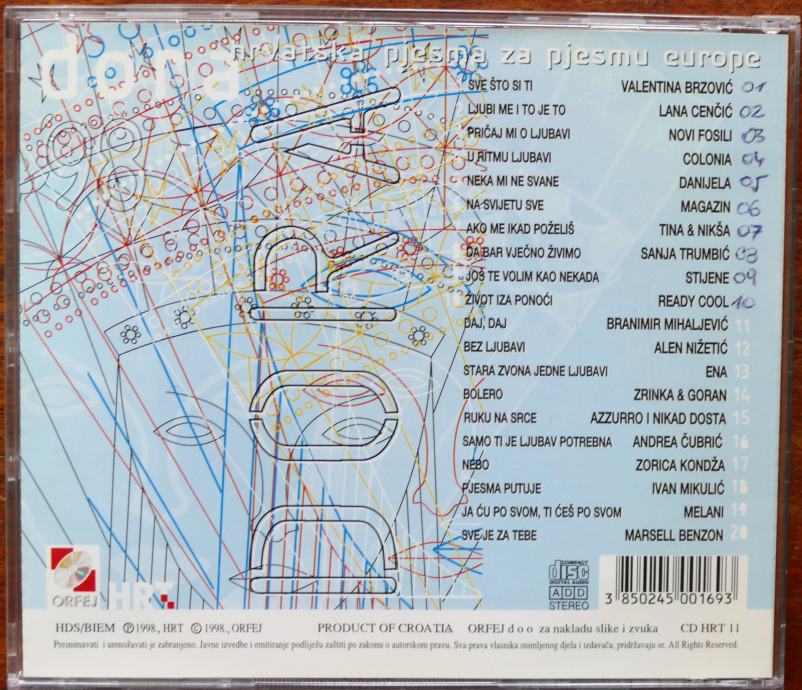 dora hrvatska pjesma za pjesmu europe
98
DORA
SVE ŠTO SI TI VALENTINA BRZOVIĆ 01
LJUBI ME I TO JE TO LANA CENČIĆ 02
PRIČAJ MI O LJUBAVI NOVI FOSILI 03
U RITMU LJUBAVI COLONIA 04
NEKA MI NE SVANE DANIJELA 05
NA SVIJETU SVE MAGAZIN 06
AKO ME IKAD POŽELIŠ TINA & NIKŠA 07
DA BAR VJEČNO ŽIVIMO SANJA TRUMBIĆ 08
JOŠ TE VOLIM KAO NEKADA STIJENE 09
ŽIVOT IZA PONOĆI READY COOL 10
DAJ, DAJ BRANIMIR MIHALJEVIĆ 11
BEZ LJUBAVI ALEN NIŽETIĆ 12
STARA ZVONA JEDNE LJUBAVI ENA 13
BOLERO ZRINKA & GORAN 14
RUKU NA SRCE AZZURRO I NIKAD DOSTA 15
SAMO TI JE LJUBAV POTREBNA ANDREA ČUBRIĆ 16
NEBO ZORICA KONDŽA 17
PJESMA PUTUJE IVAN MIKULIĆ 18
JA ĆU PO SVOM, TI ĆEŠ PO SVOM MELANI 19
SVE JE ZA TEBE MARSELL BENZON 20
ORFEJ HRT
COMPACT
disc
DIGITAL AUDIO
ADD
STEREO
3 850245 001693
HDS/BIEM Ⓟ1998., HRT ©1998., ORFEJ PRODUCT OF CROATIA ORFEJ d o o za nakladu slike i zvuka CD HRT 11
Presnimavati i umnožavati je zabranjeno. Javne izvedbe i emitiranje podliježu zaštiti po zakonu o autorskom pravu. Sva prava vlasnika snimljenog djela i izdavača, pridržavaju se. All Rights Reserved.